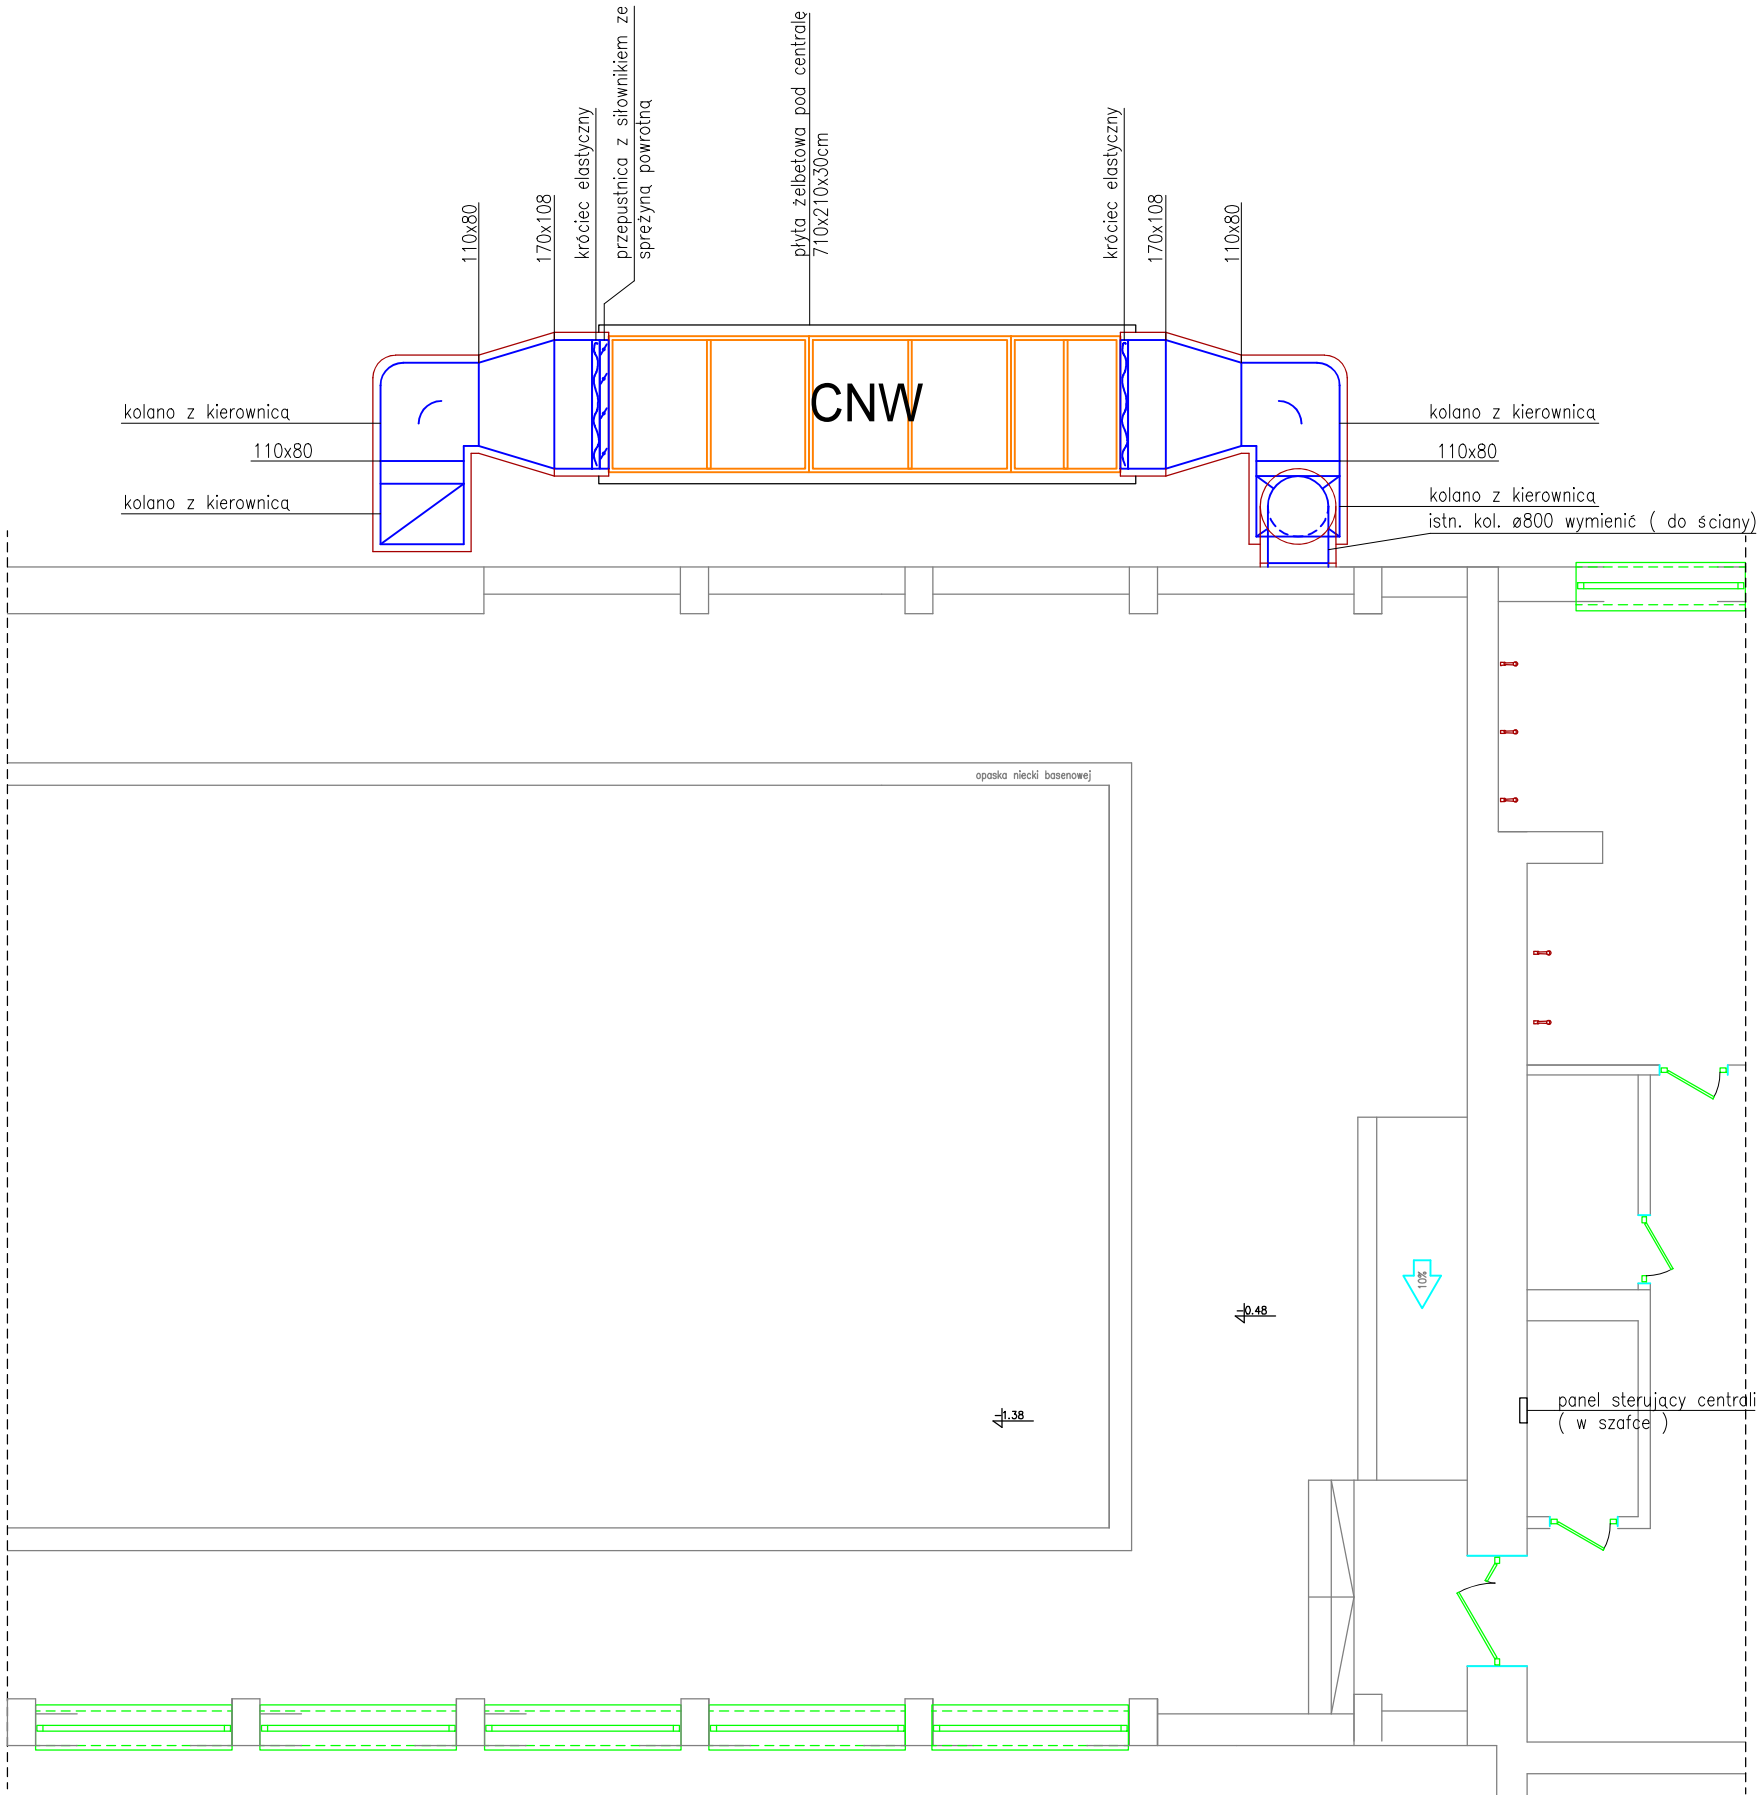 110x80
170x108
króciec elastyczny
przepustnica z siłownikiem ze
sprężyną powrotną
płyta żelbetowa pod centralę
710x210x30cm
króciec elastyczny
170x108
110x80
CNW
kolano z kierownicą
110x80
kolano z kierownicą
kolano z kierownicą
110x80
kolano z kierownicą
istn. kol. ø800 wymienić ( do ściany)
opaska niecki basenowej
10%
-0.48
-1.38
panel sterujący centrali
( w szafce )